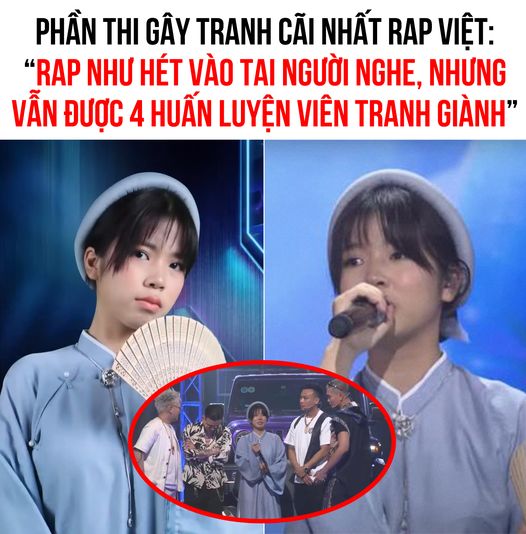 PHẦN THI GÂY TRANH CÃI NHẤT RAP VIỆT:
“RAP NHƯ HÉT VÀO TAI NGƯỜI NGHE, NHƯNG
VẪN ĐƯỢC 4 HUẤN LUYỆN VIÊN TRANH GIÀNH”